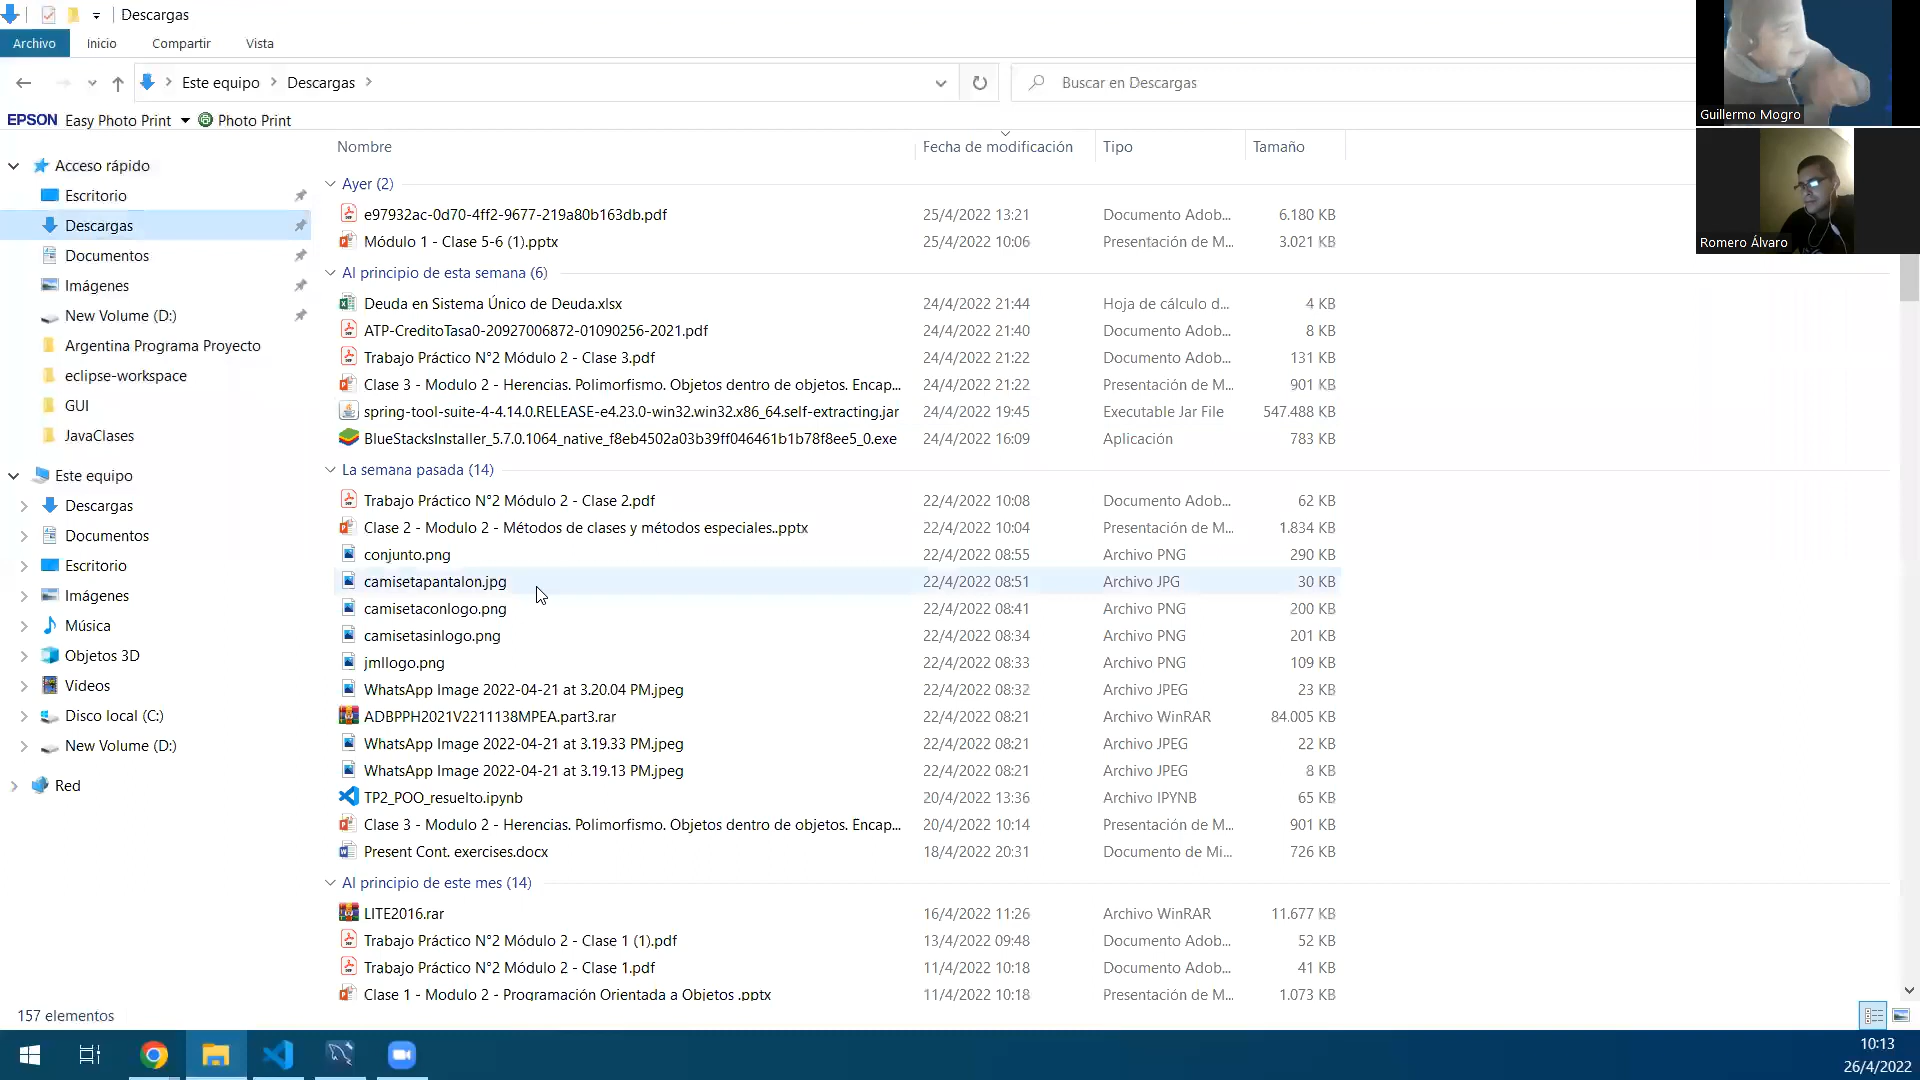 Descargas
Archivo Inicio Compartir Vista
Este equipo Descargas Buscar en Descargas
EPSON Easy Photo Print Photo Print
Guillermo Mogro
Romero Álvaro
Acceso rápido
Escritorio
Descargas
Documentos
Imágenes
New Volume (D:)
Argentina Programa Proyecto
eclipse-workspace
GUI
JavaClases
Este equipo
Descargas
Documentos
Escritorio
Imágenes
Música
Objetos 3D
Videos
Disco local (C:)
New Volume (D:)
Red
Nombre Fecha de modificación Tipo Tamaño
Ayer (2)
e97932ac-0d70-4ff2-9677-219a80b163db.pdf 25/4/2022 13:21 Documento Adob... 6.180 KB
Módulo 1 - Clase 5-6 (1).pptx 25/4/2022 10:06 Presentación de M... 3.021 KB
Al principio de esta semana (6)
Deuda en Sistema Único de Deuda.xlsx 24/4/2022 21:44 Hoja de cálculo d... 4 KB
ATP-CreditoTasa0-20927006872-01090256-2021.pdf 24/4/2022 21:40 Documento Adob... 8 KB
Trabajo Práctico N°2 Módulo 2 - Clase 3.pdf 24/4/2022 21:22 Documento Adob... 131 KB
Clase 3 - Modulo 2 - Herencias. Polimorfismo. Objetos dentro de objetos. Encap... 24/4/2022 21:22 Presentación de M... 901 KB
spring-tool-suite-4-4.14.0.RELEASE-e4.23.0-win32.win32.x86_64.self-extracting.jar 24/4/2022 19:45 Executable Jar File 547.488 KB
BlueStacksInstaller_5.7.0.1064_native_f8eb4502a03b39ff046461b1b78f8ee5_0.exe 24/4/2022 16:09 Aplicación 783 KB
La semana pasada (14)
Trabajo Práctico N°2 Módulo 2 - Clase 2.pdf 22/4/2022 10:08 Documento Adob... 62 KB
Clase 2 - Modulo 2 - Métodos de clases y métodos especiales..pptx 22/4/2022 10:04 Presentación de M... 1.834 KB
conjunto.png 22/4/2022 08:55 Archivo PNG 290 KB
camisetapantalon.jpg 22/4/2022 08:51 Archivo JPG 30 KB
camisetaconlogo.png 22/4/2022 08:41 Archivo PNG 200 KB
camisetasinlogo.png 22/4/2022 08:34 Archivo PNG 201 KB
jmllogo.png 22/4/2022 08:33 Archivo PNG 109 KB
WhatsApp Image 2022-04-21 at 3.20.04 PM.jpeg 22/4/2022 08:32 Archivo JPEG 23 KB
ADBPPH2021V2211138MPEA.part3.rar 22/4/2022 08:21 Archivo WinRAR 84.005 KB
WhatsApp Image 2022-04-21 at 3.19.33 PM.jpeg 22/4/2022 08:21 Archivo JPEG 22 KB
WhatsApp Image 2022-04-21 at 3.19.13 PM.jpeg 22/4/2022 08:21 Archivo JPEG 8 KB
TP2_POO_resuelto.ipynb 20/4/2022 13:36 Archivo IPYNB 65 KB
Clase 3 - Modulo 2 - Herencias. Polimorfismo. Objetos dentro de objetos. Encap... 20/4/2022 10:14 Presentación de M... 901 KB
Present Cont. exercises.docx 18/4/2022 20:31 Documento de Mi... 726 KB
Al principio de este mes (14)
LITE2016.rar 16/4/2022 11:26 Archivo WinRAR 11.677 KB
Trabajo Práctico N°2 Módulo 2 - Clase 1 (1).pdf 13/4/2022 09:48 Documento Adob... 52 KB
Trabajo Práctico N°2 Módulo 2 - Clase 1.pdf 11/4/2022 10:18 Documento Adob... 41 KB
Clase 1 - Modulo 2 - Programación Orientada a Objetos .pptx 11/4/2022 10:18 Presentación de M... 1.073 KB
157 elementos
10:13
26/4/2022